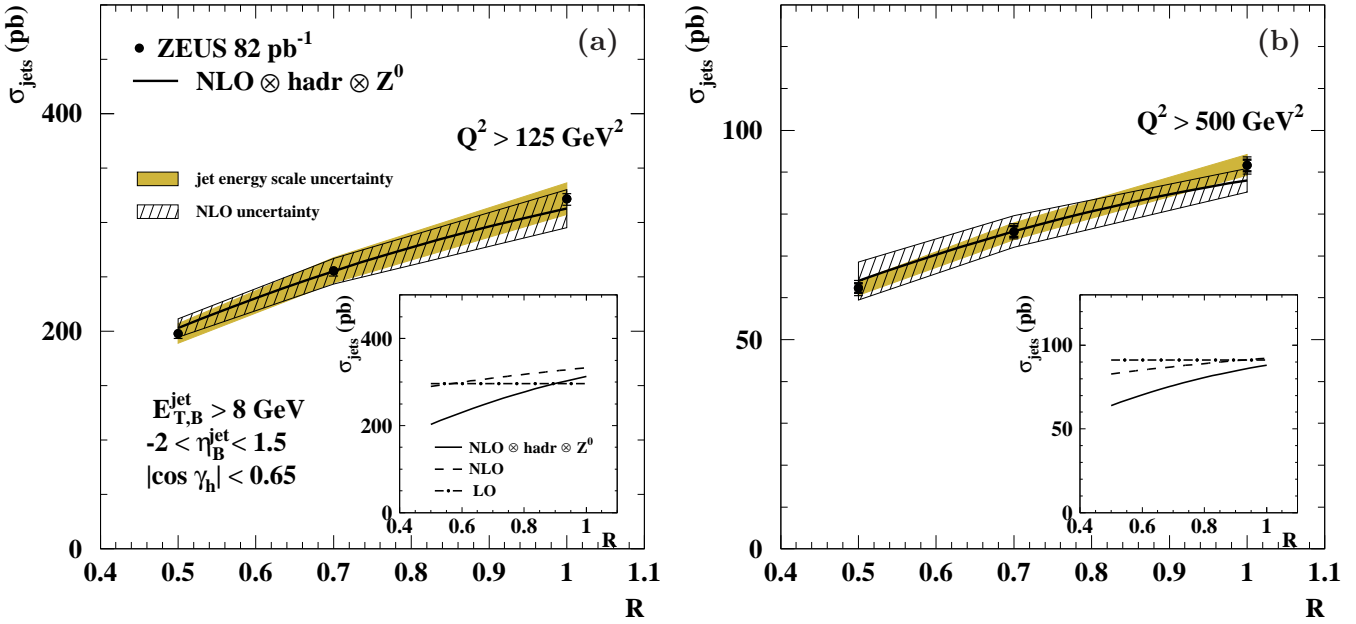 (a)
σjets (pb)
● ZEUS 82 pb-1
NLO ⊗ hadr ⊗ Z0
Q2 > 125 GeV2
jet energy scale uncertainty
NLO uncertainty
EjetT,B > 8 GeV
-2 < ηjetB < 1.5
|cos γh| < 0.65
0
200
400
0.4 0.5 0.6 0.7 0.8 0.9 1 1.1
R
σjets (pb)
400
300
200
0
NLO ⊗ hadr ⊗ Z0
NLO
LO
0.4 0.6 0.8 1
R
(b)
σjets (pb)
Q2 > 500 GeV2
100
50
0
0.4 0.5 0.6 0.7 0.8 0.9 1 1.1
R
σjets (pb)
100
50
0
0.4 0.6 0.8 1
R